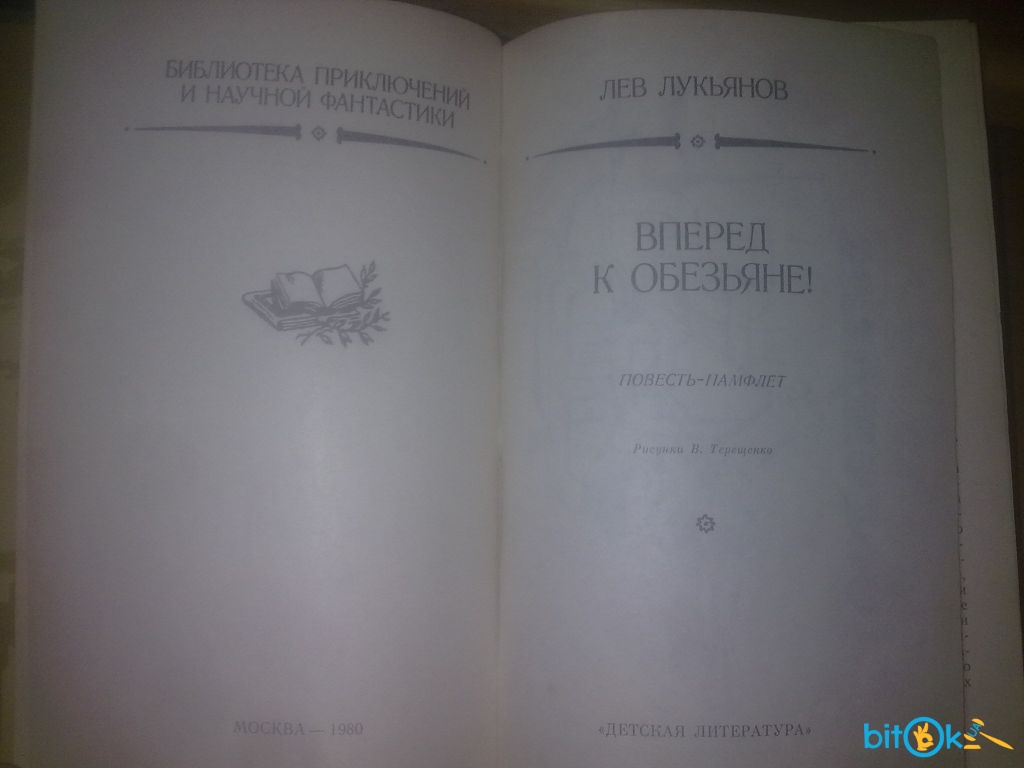 БИБЛИОТЕКА ПРИКЛЮЧЕНИЙ
И НАУЧНОЙ ФАНТАСТИКИ
МОСКВА — 1980
ЛЕВ ЛУКЬЯНОВ
ВПЕРЕД
К ОБЕЗЬЯНЕ!
ПОВЕСТЬ-ПАМФЛЕТ
Рисунки В. Терещенко
«ДЕТСКАЯ ЛИТЕРАТУРА»
bitok